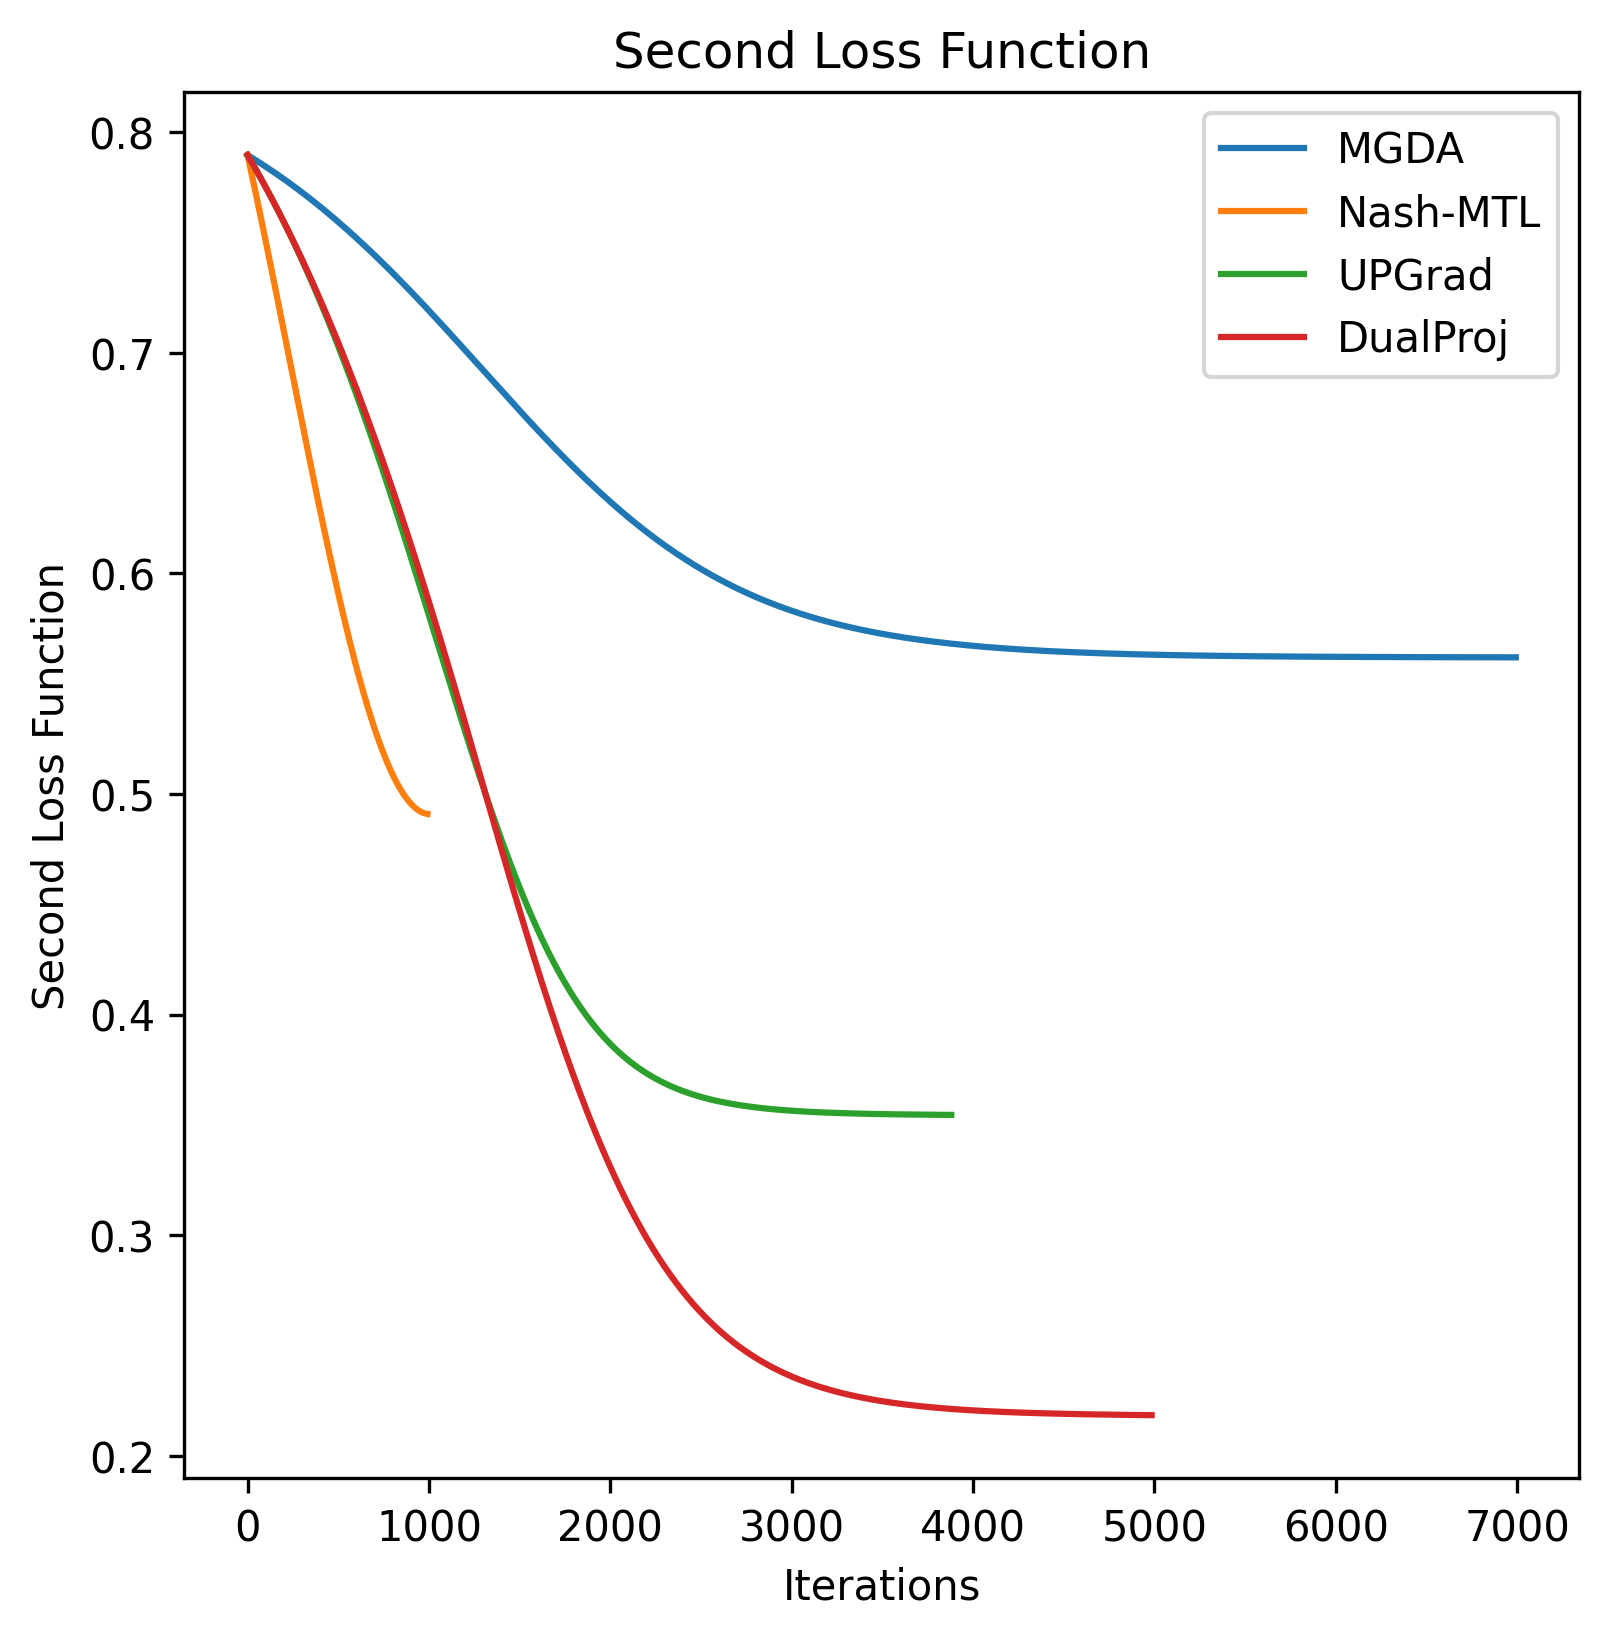 Second Loss Function
MGDA
Nash-MTL
UPGrad
DualProj
Second Loss Function
0.8
0.7
0.6
0.5
0.4
0.3
0.2
0 1000 2000 3000 4000 5000 6000 7000
Iterations